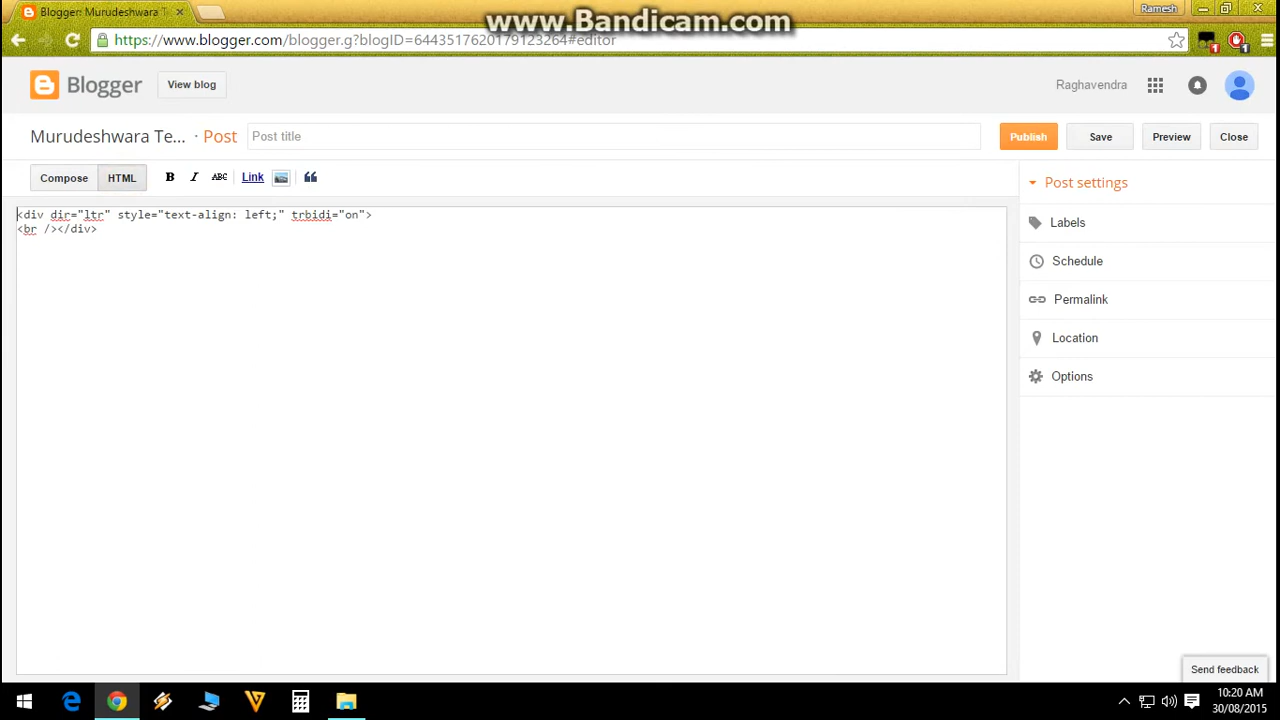 Blogger: Murudeshwara T
www.Bandicam.com
Ramesh
https://www.blogger.com/blogger.g?blogID=6443517620179123264#editor
1
1
Blogger
View blog
Raghavendra
Murudeshwara Te... · Post
Post title
Publish
Save
Preview
Close
Compose
HTML
B
I
ABC
Link
Post settings
<div dir="ltr" style="text-align: left;" trbidi="on">
<br /></div>
Labels
Schedule
Permalink
Location
Options
Send feedback
10:20 AM
30/08/2015